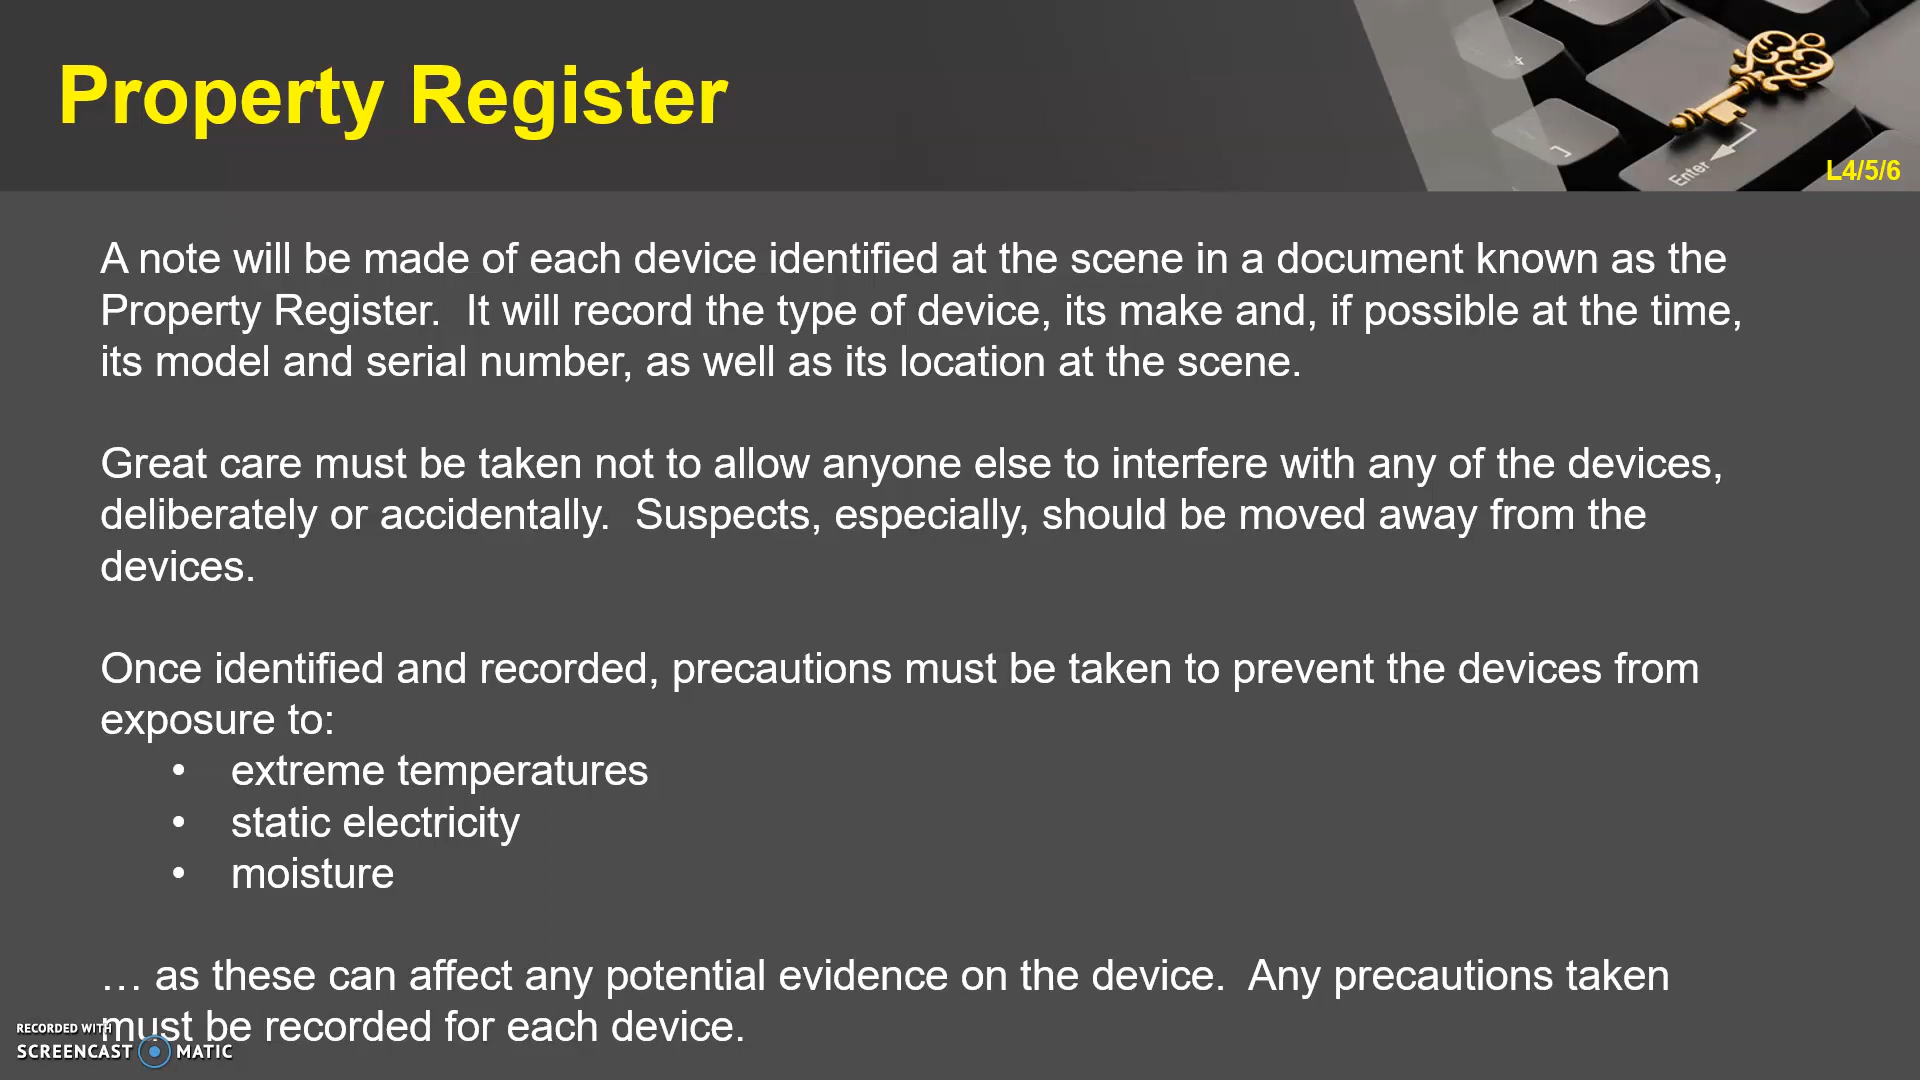 Property Register
Enter
L4/5/6
A note will be made of each device identified at the scene in a document known as the
Property Register.  It will record the type of device, its make and, if possible at the time,
its model and serial number, as well as its location at the scene.
Great care must be taken not to allow anyone else to interfere with any of the devices,
deliberately or accidentally.  Suspects, especially, should be moved away from the
devices.
Once identified and recorded, precautions must be taken to prevent the devices from
exposure to:
• extreme temperatures
• static electricity
• moisture
… as these can affect any potential evidence on the device.  Any precautions taken
must be recorded for each device.
RECORDED WITH
SCREENCAST MATIC